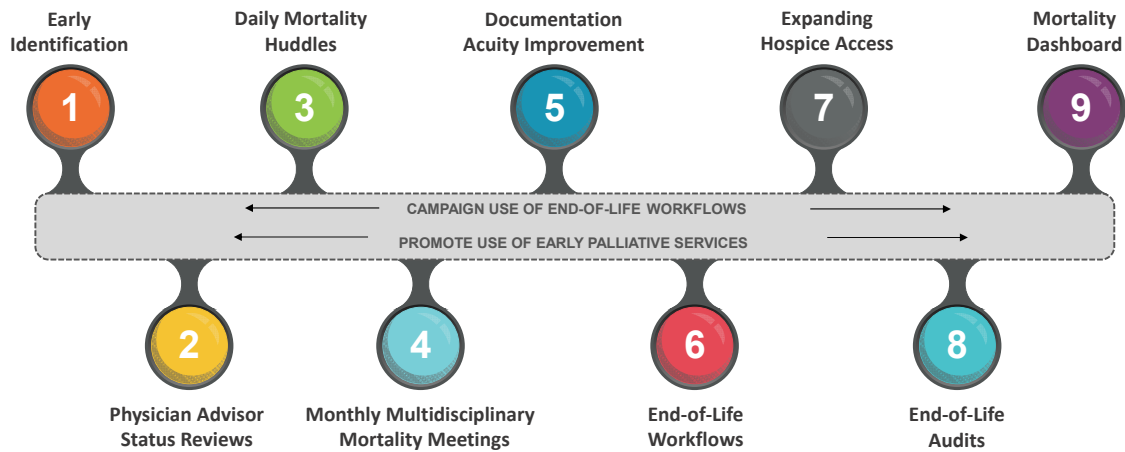 Early
Identification
Daily Mortality
Huddles
Documentation
Acuity Improvement
Expanding
Hospice Access
Mortality
Dashboard
1
3
5
7
9
CAMPAIGN USE OF END-OF-LIFE WORKFLOWS
PROMOTE USE OF EARLY PALLIATIVE SERVICES
2
4
6
8
Physician Advisor
Status Reviews
Monthly Multidisciplinary
Mortality Meetings
End-of-Life
Workflows
End-of-Life
Audits